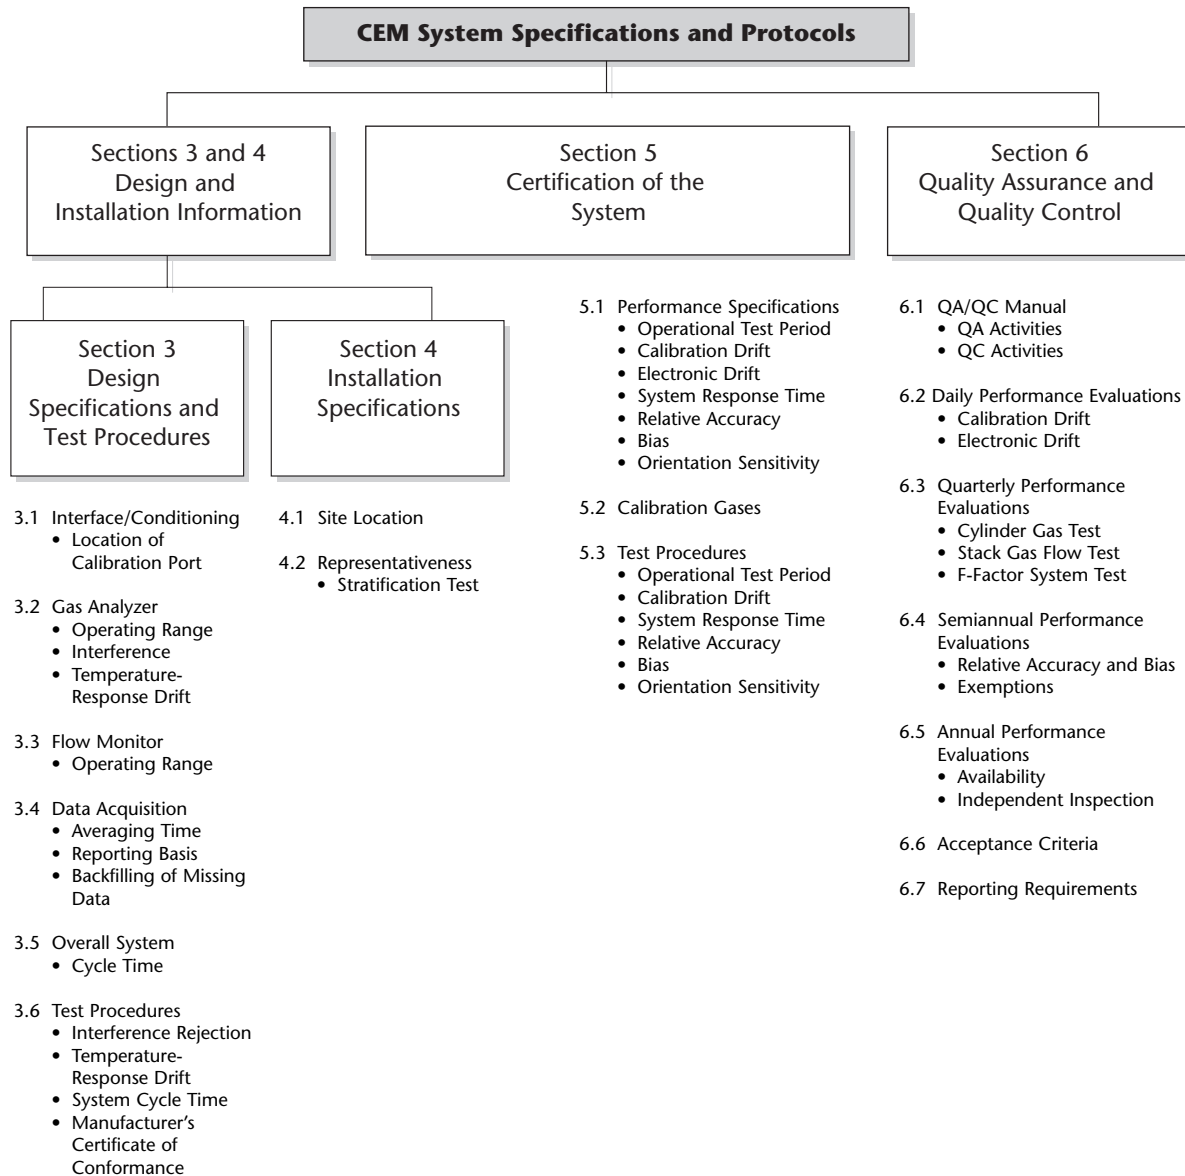 CEM System Specifications and Protocols
Sections 3 and 4
Design and
Installation Information
Section 5
Certification of the
System
Section 6
Quality Assurance and
Quality Control
Section 3
Design
Specifications and
Test Procedures
Section 4
Installation
Specifications
3.1 Interface/Conditioning
• Location of
Calibration Port
3.2 Gas Analyzer
• Operating Range
• Interference
• Temperature-
Response Drift
3.3 Flow Monitor
• Operating Range
3.4 Data Acquisition
• Averaging Time
• Reporting Basis
• Backfilling of Missing
Data
3.5 Overall System
• Cycle Time
3.6 Test Procedures
• Interference Rejection
• Temperature-
Response Drift
• System Cycle Time
• Manufacturer's
Certificate of
Conformance
4.1 Site Location
4.2 Representativeness
• Stratification Test
5.1 Performance Specifications
• Operational Test Period
• Calibration Drift
• Electronic Drift
• System Response Time
• Relative Accuracy
• Bias
• Orientation Sensitivity
5.2 Calibration Gases
5.3 Test Procedures
• Operational Test Period
• Calibration Drift
• System Response Time
• Relative Accuracy
• Bias
• Orientation Sensitivity
6.1 QA/QC Manual
• QA Activities
• QC Activities
6.2 Daily Performance Evaluations
• Calibration Drift
• Electronic Drift
6.3 Quarterly Performance
Evaluations
• Cylinder Gas Test
• Stack Gas Flow Test
• F-Factor System Test
6.4 Semiannual Performance
Evaluations
• Relative Accuracy and Bias
• Exemptions
6.5 Annual Performance
Evaluations
• Availability
• Independent Inspection
6.6 Acceptance Criteria
6.7 Reporting Requirements